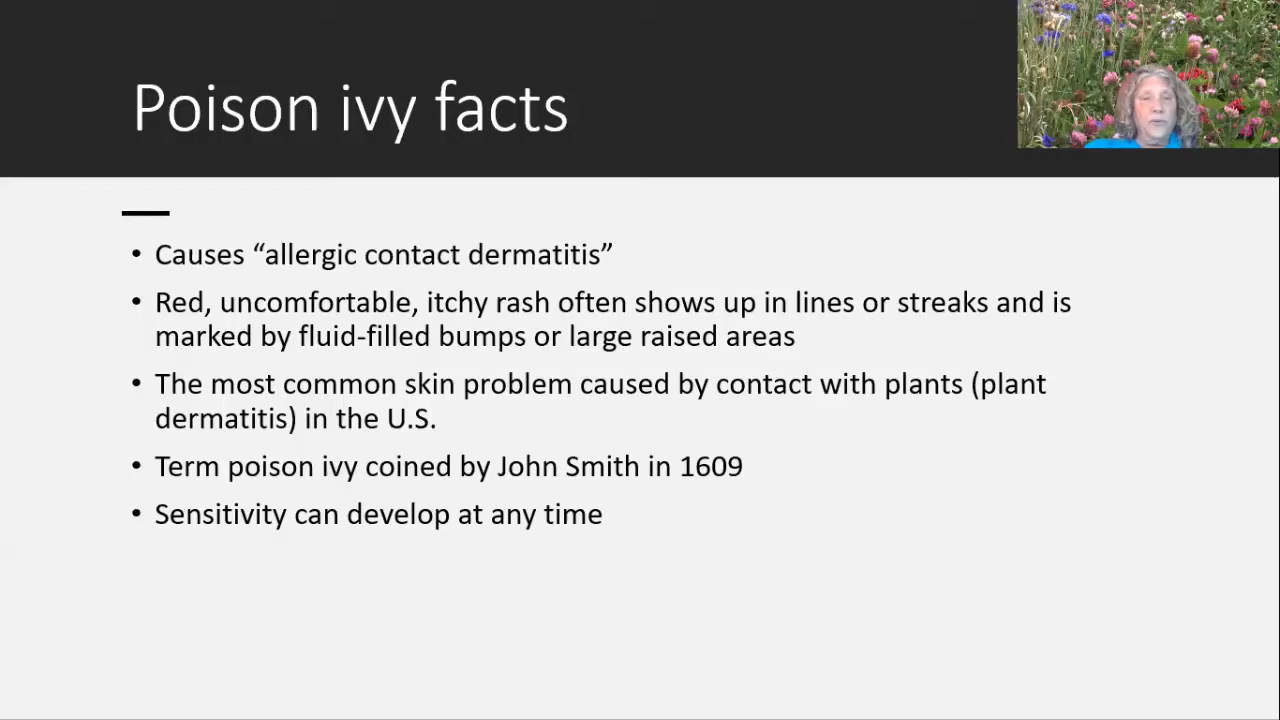 Poison ivy facts
• Causes “allergic contact dermatitis”
• Red, uncomfortable, itchy rash often shows up in lines or streaks and is
marked by fluid-filled bumps or large raised areas
• The most common skin problem caused by contact with plants (plant
dermatitis) in the U.S.
• Term poison ivy coined by John Smith in 1609
• Sensitivity can develop at any time